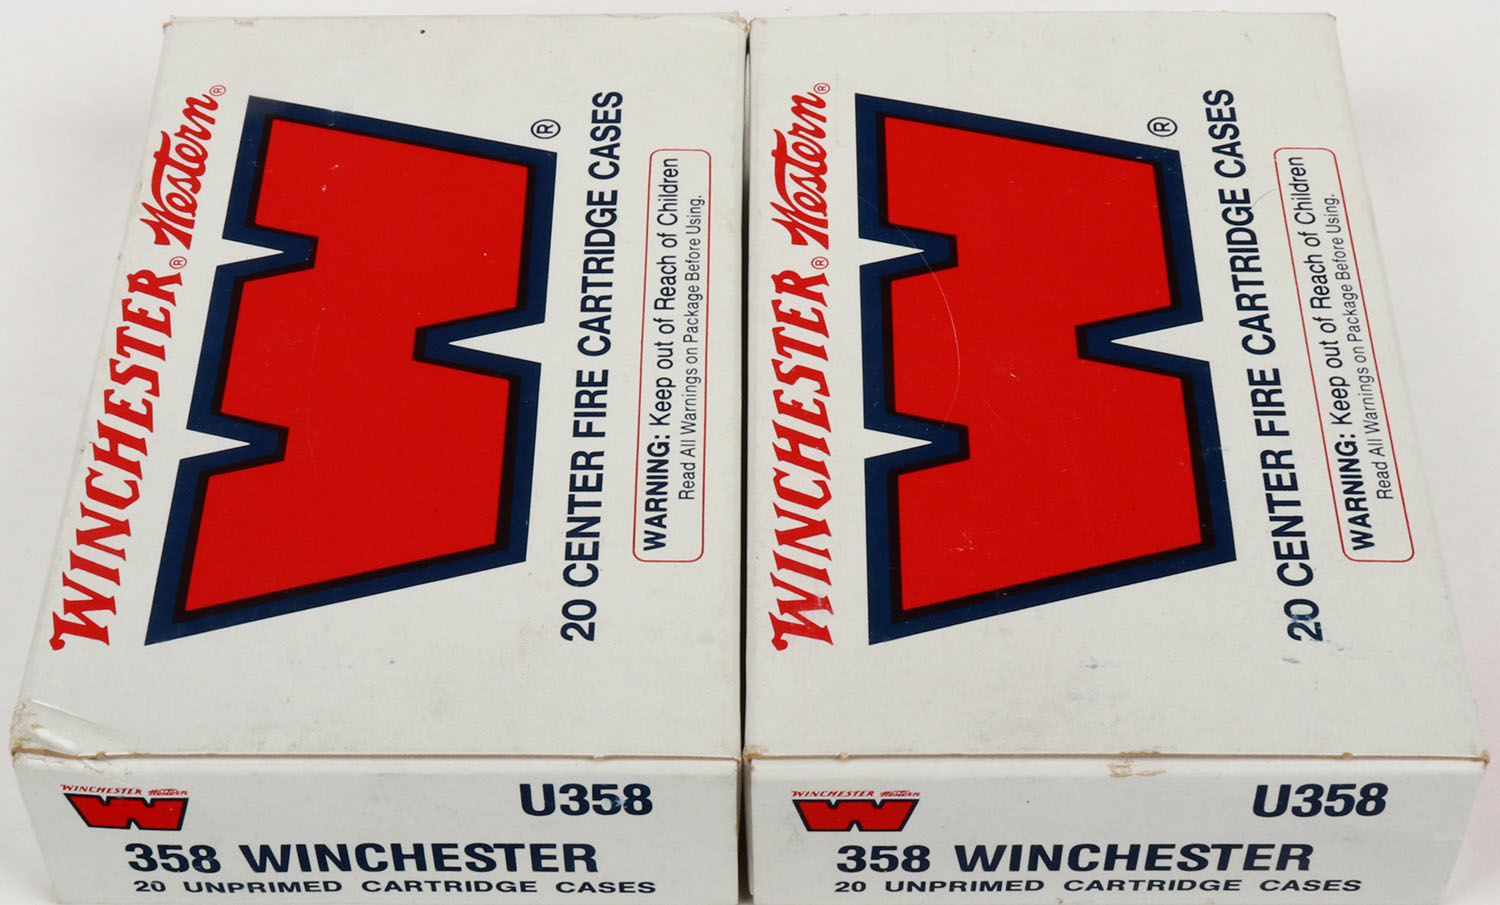 WINCHESTER® Western®
®
20 CENTER FIRE CARTRIDGE CASES
WARNING: Keep out of Reach of Children
Read All Warnings on Package Before Using.
WINCHESTER Western
U358
358 WINCHESTER
20 UNPRIMED CARTRIDGE CASES
WINCHESTER® Western®
®
20 CENTER FIRE CARTRIDGE CASES
WARNING: Keep out of Reach of Children
Read All Warnings on Package Before Using.
WINCHESTER Western
U358
358 WINCHESTER
20 UNPRIMED CARTRIDGE CASES